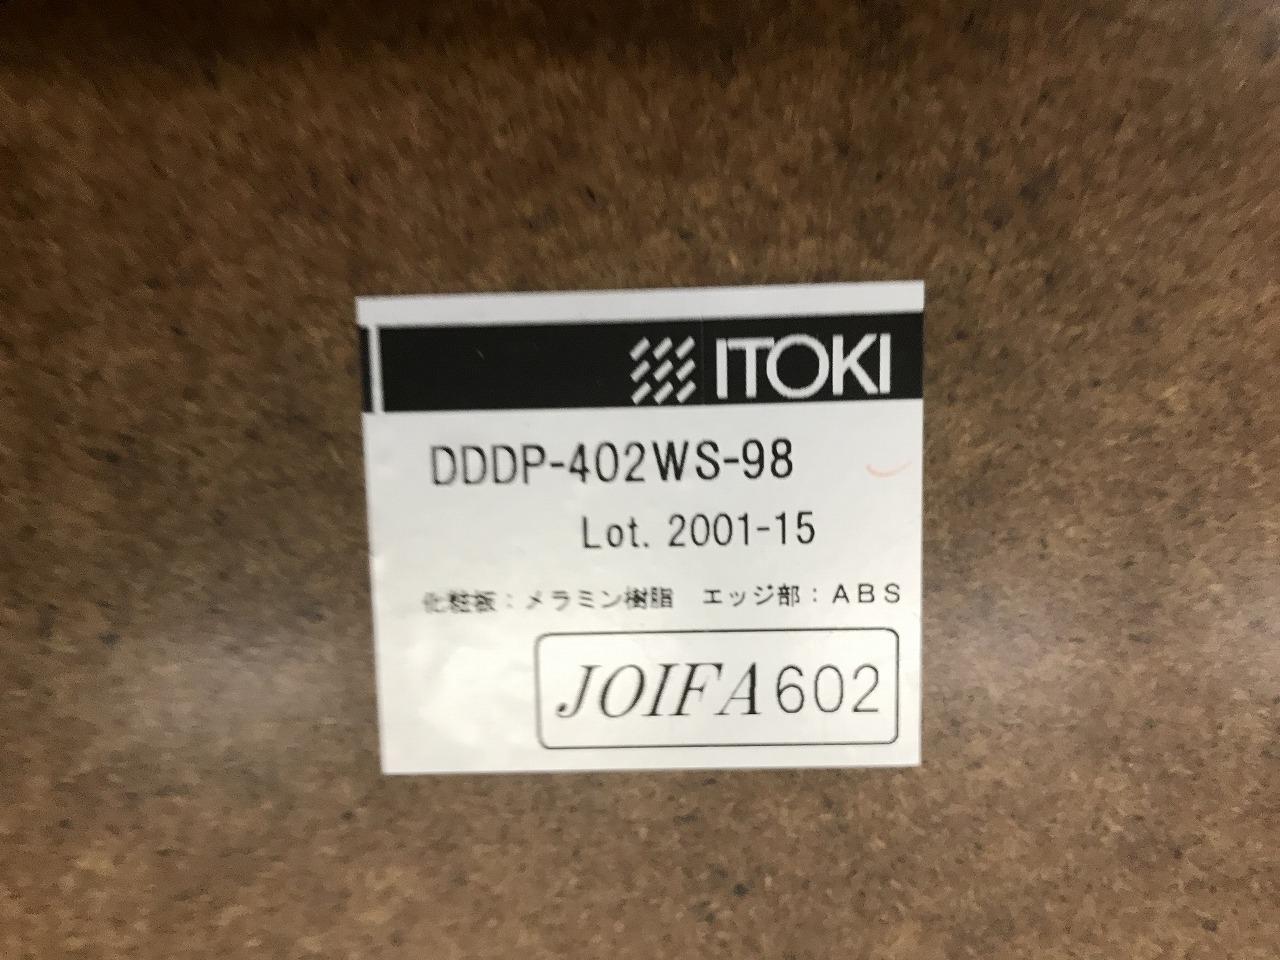 ITOKI
DDDP-402WS-98
Lot. 2001-15
化粧板：メラミン樹脂　エッジ部：ABS
JOIFA602